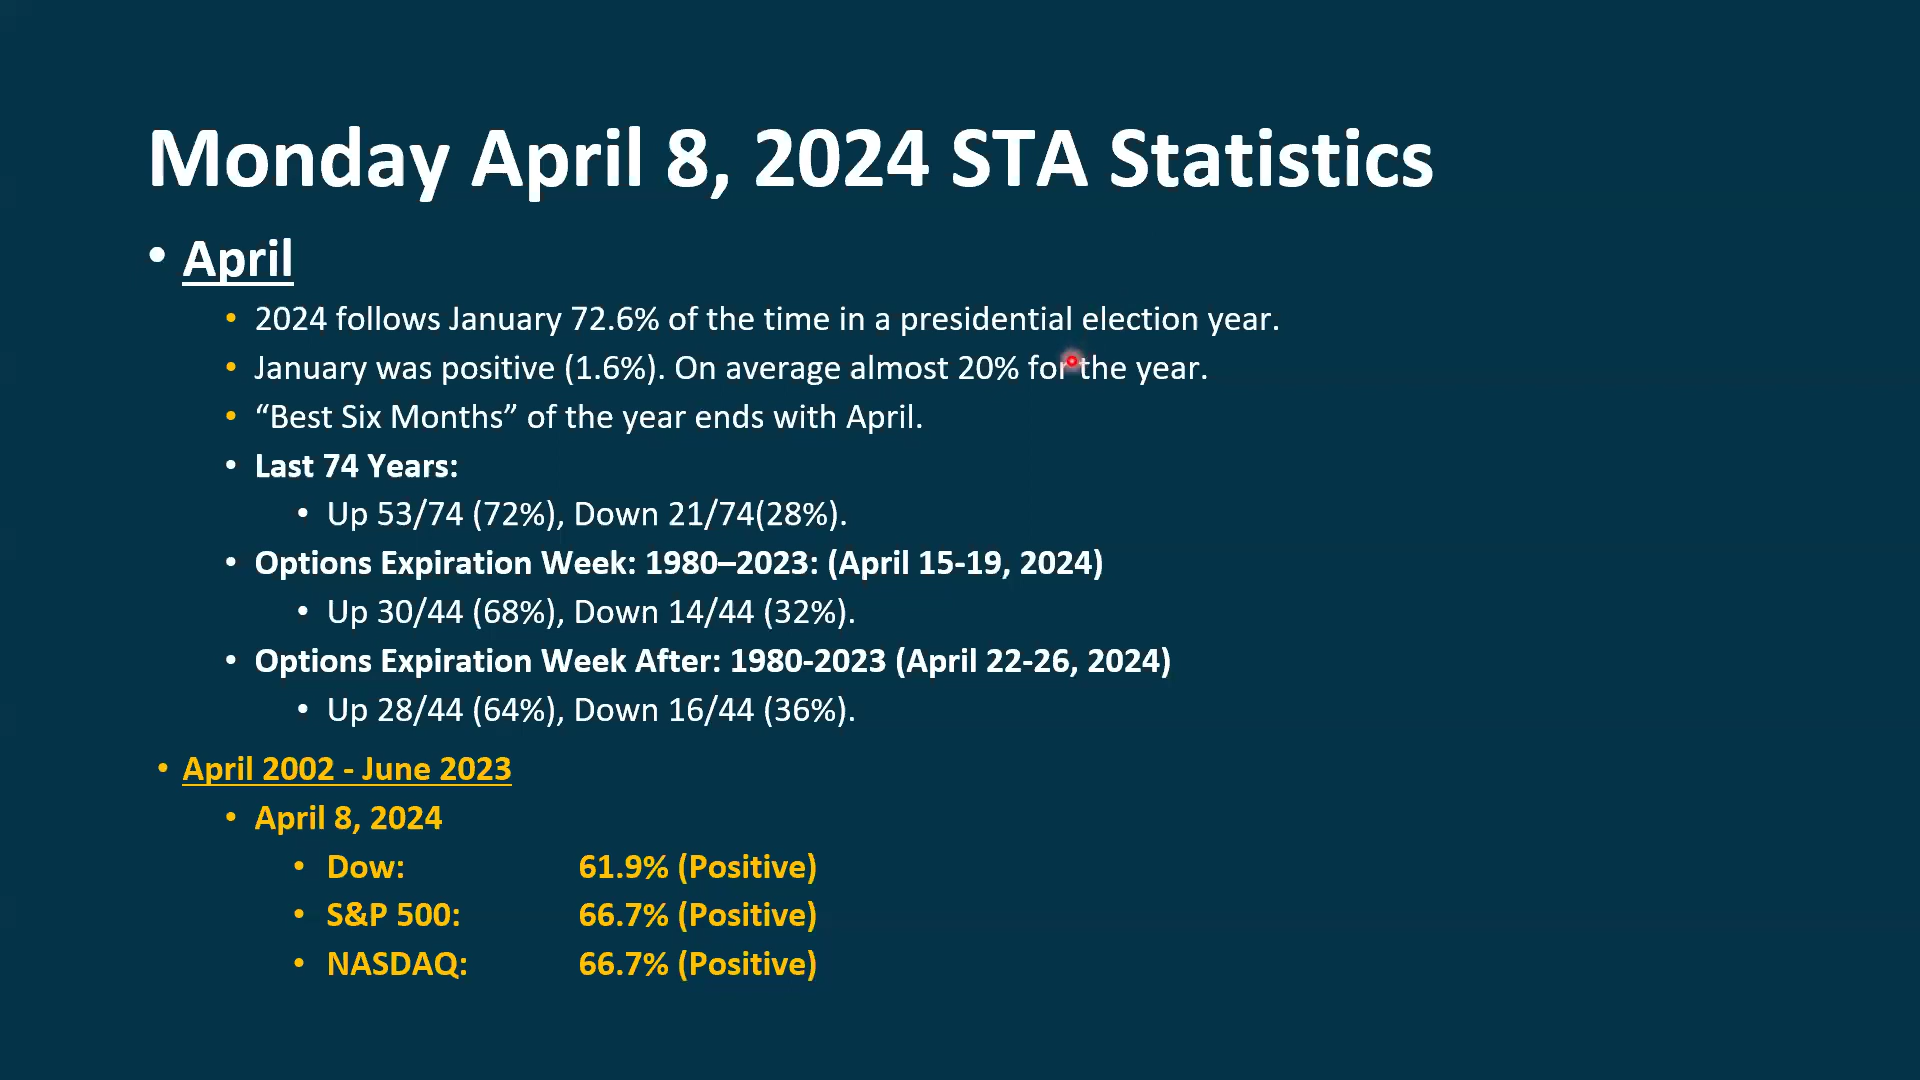 Monday April 8, 2024 STA Statistics
• April
• 2024 follows January 72.6% of the time in a presidential election year.
• January was positive (1.6%). On average almost 20% for the year.
• “Best Six Months” of the year ends with April.
• Last 74 Years:
• Up 53/74 (72%), Down 21/74(28%).
• Options Expiration Week: 1980–2023: (April 15-19, 2024)
• Up 30/44 (68%), Down 14/44 (32%).
• Options Expiration Week After: 1980-2023 (April 22-26, 2024)
• Up 28/44 (64%), Down 16/44 (36%).
• April 2002 - June 2023
• April 8, 2024
• Dow: 61.9% (Positive)
• S&P 500: 66.7% (Positive)
• NASDAQ: 66.7% (Positive)